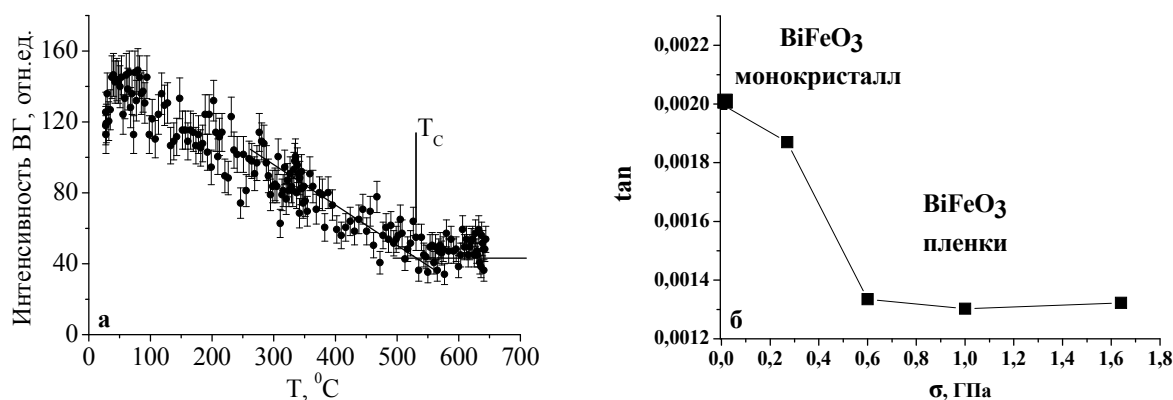 160
120
80
40
0
Интенсивность ВГ, отн.ед.
T_C
а
0 100 200 300 400 500 600 700
T, ⁰C
0,0022
0,0020
0,0018
0,0016
0,0014
0,0012
tan
BiFeO₃
монокристалл
BiFeO₃
пленки
б
0,0 0,2 0,4 0,6 0,8 1,0 1,2 1,4 1,6 1,8
σ, ГПа